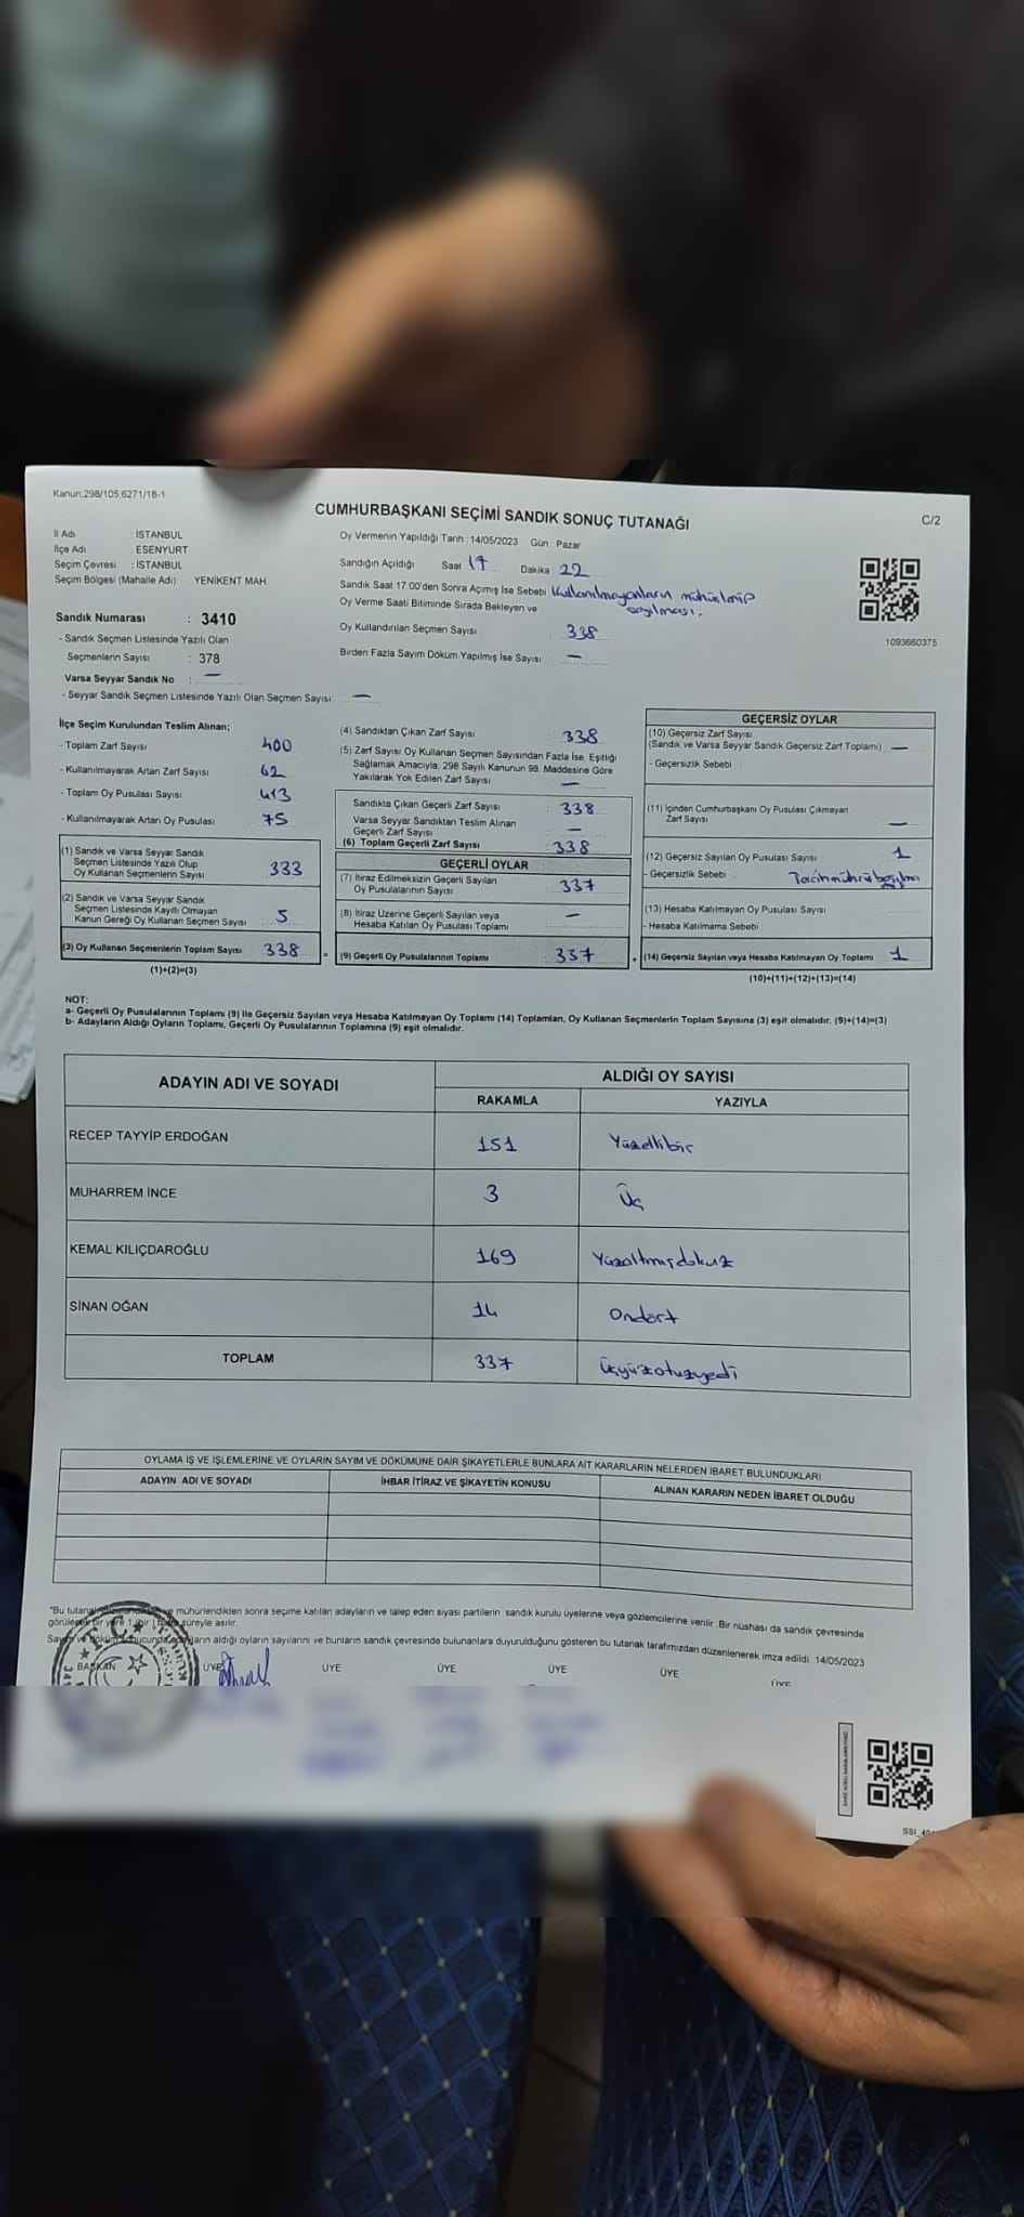 Kanun:298/105,6271/18-1
CUMHURBAŞKANI SEÇİMİ SANDIK SONUÇ TUTANAĞI
C/2
İl Adı : İSTANBUL
İlçe Adı : ESENYURT
Seçim Çevresi : İSTANBUL
Seçim Bölgesi (Mahalle Adı) YENİKENT MAH.
Sandık Numarası : 3410
- Sandık Seçmen Listesinde Yazılı Olan
Seçmenlerin Sayısı : 378
Varsa Seyyar Sandık No : —
- Seyyar Sandık Seçmen Listesinde Yazılı Olan Seçmen Sayısı : —
Oy Vermenin Yapıldığı Tarih :14/05/2023 Gün : Pazar
Sandığın Açıldığı Saat 17 Dakika : 22
Sandık Saat 17:00'den Sonra Açımış İse Sebebi Kullanılmayanların mühürlenip
sayılması.
Oy Verme Saati Bitiminde Sırada Bekleyen ve
Oy Kullandırılan Seçmen Sayısı : 338
Birden Fazla Sayım Döküm Yapılmış İse Sayısı : —
1093660375
İlçe Seçim Kurulundan Teslim Alınan;
- Toplam Zarf Sayısı : 400
- Kullanılmayarak Artan Zarf Sayısı : 62
- Toplam Oy Pusulası Sayısı : 413
- Kullanılmayarak Artan Oy Pusulası : 75
(1) Sandık ve Varsa Seyyar Sandık
Seçmen Listesinde Yazılı Olup
Oy Kullanan Seçmenlerin Sayısı : 333
(2) Sandık ve Varsa Seyyar Sandık
Seçmen Listesinde Kayıtlı Olmayan
Kanun Gereği Oy Kullanan Seçmen Sayısı : 5
(3) Oy Kullanan Seçmenlerin Toplam Sayısı : 338
(1)+(2)=(3)
(4) Sandıktan Çıkan Zarf Sayısı : 338
(5) Zarf Sayısı Oy Kullanan Seçmen Sayısından Fazla İse, Eşitliği
Sağlamak Amacıyla, 298 Sayılı Kanunun 98. Maddesine Göre
Yakılarak Yok Edilen Zarf Sayısı : —
Sandıkta Çıkan Geçerli Zarf Sayısı : 338
Varsa Seyyar Sandıktan Teslim Alınan
Geçerli Zarf Sayısı : —
(6) Toplam Geçerli Zarf Sayısı : 338
GEÇERLİ OYLAR
(7) İtiraz Edilmeksizin Geçerli Sayılan
Oy Pusulalarının Sayısı : 337
(8) İtiraz Üzerine Geçerli Sayılan veya
Hesaba Katılan Oy Pusulası Toplamı : —
(9) Geçerli Oy Pusulalarının Toplamı : 337
GEÇERSİZ OYLAR
(10) Geçersiz Zarf Sayısı
(Sandık ve Varsa Seyyar Sandık Geçersiz Zarf Toplamı) : —
- Geçersizlik Sebebi :
(11) İçinden Cumhurbaşkanı Oy Pusulası Çıkmayan
Zarf Sayısı : —
(12) Geçersiz Sayılan Oy Pusulası Sayısı : 1
- Geçersizlik Sebebi :
(13) Hesaba Katılmayan Oy Pusulası Sayısı :
- Hesaba Katılmama Sebebi :
(14) Geçersiz Sayılan veya Hesaba Katılmayan Oy Toplamı : 1
(10)+(11)+(12)+(13)=(14)
NOT:
a- Geçerli Oy Pusulalarının Toplamı (9) ile Geçersiz Sayılan veya Hesaba Katılmayan Oy Toplamı (14) Toplamları, Oy Kullanan Seçmenlerin Toplam Sayısına (3) eşit olmalıdır. (9)+(14)=(3)
b- Adayların Aldığı Oyların Toplamı, Geçerli Oy Pusulalarının Toplamına (9) eşit olmalıdır.
ADAYIN ADI VE SOYADI
ALDIĞI OY SAYISI
RAKAMLA YAZIYLA
RECEP TAYYİP ERDOĞAN 151 Yüzellibir
MUHARREM İNCE 3 Üç
KEMAL KILIÇDAROĞLU 169 Yüzaltmışdokuz
SİNAN OĞAN 14 Ondört
TOPLAM 337 Üçyüzotuzyedi
OYLAMA İŞ VE İŞLEMLERİNE VE OYLARIN SAYIM VE DÖKÜMÜNE DAİR ŞİKAYETLERLE BUNLARA AİT KARARLARIN NELERDEN İBARET BULUNDUKLARI
ADAYIN ADI VE SOYADI İHBAR İTİRAZ VE ŞİKAYETİN KONUSU ALINAN KARARIN NEDEN İBARET OLDUĞU
"Bu mühürlendikten sonra seçime katılan adayların ve talep eden siyasi partilerin sandık kurulu üyelerine veya gözlemcilerine verilir. Bir nüshası da sandık çevresinde
süreyle asılır.
aldığı oyların sayılarını ve bunların sandık çevresinde bulunanlara duyurulduğunu gösteren bu tutanak tarafımızdan düzenlenerek imza edildi. 14/05/2023
BAŞKAN ÜYE ÜYE ÜYE ÜYE ÜYE ÜYE
T.C.